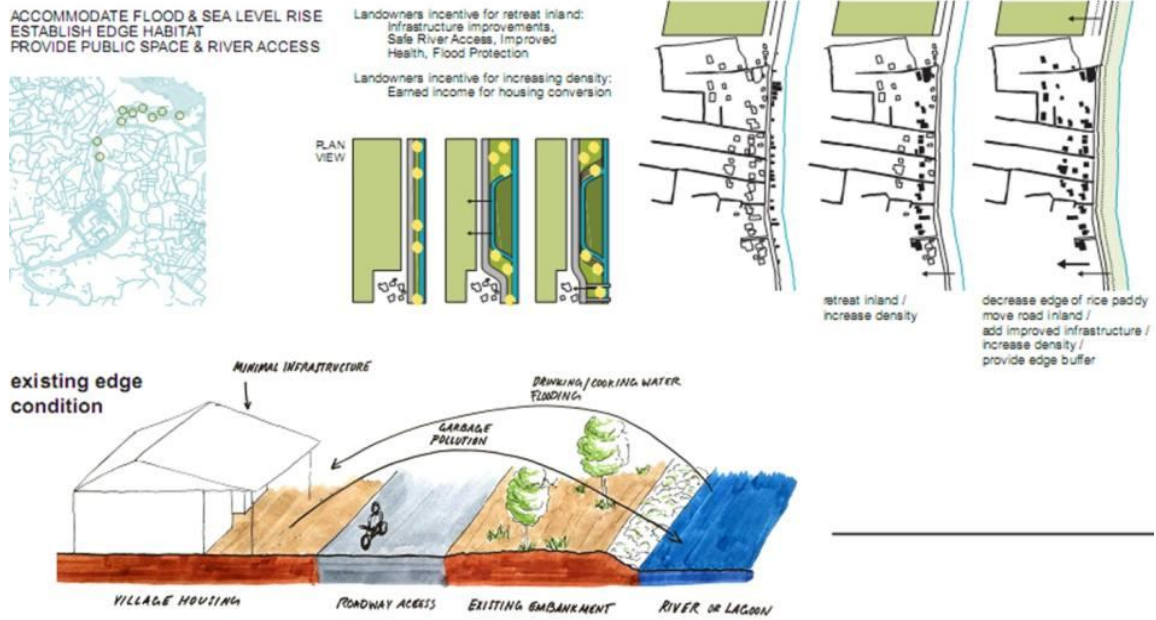 ACCOMMODATE FLOOD & SEA LEVEL RISE
ESTABLISH EDGE HABITAT
PROVIDE PUBLIC SPACE & RIVER ACCESS
Landowners incentive for retreat inland:
Infrastructure improvements,
Safe River Access, Improved
Health, Flood Protection
Landowners incentive for increasing density:
Earned income for housing conversion
PLAN
VIEW
retreat inland /
increase density
decrease edge of rice paddy
move road inland /
add improved infrastructure /
increase density /
provide edge buffer
existing edge
condition
MINIMAL INFRASTRUCTURE
DRINKING/COOKING WATER
FLOODING
GARBAGE
POLLUTION
VILLAGE HOUSING
ROADWAY ACCESS
EXISTING EMBANKMENT
RIVER OR LAGOON